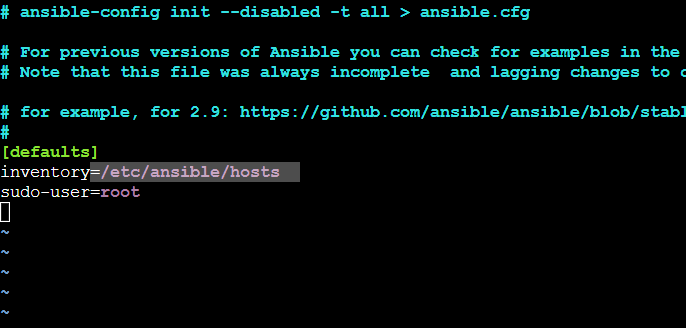 # ansible-config init --disabled -t all > ansible.cfg
# For previous versions of Ansible you can check for examples in the
# Note that this file was always incomplete  and lagging changes to
# for example, for 2.9: https://github.com/ansible/ansible/blob/stabl
#
[defaults]
inventory=/etc/ansible/hosts
sudo-user=root
~
~
~
~
~